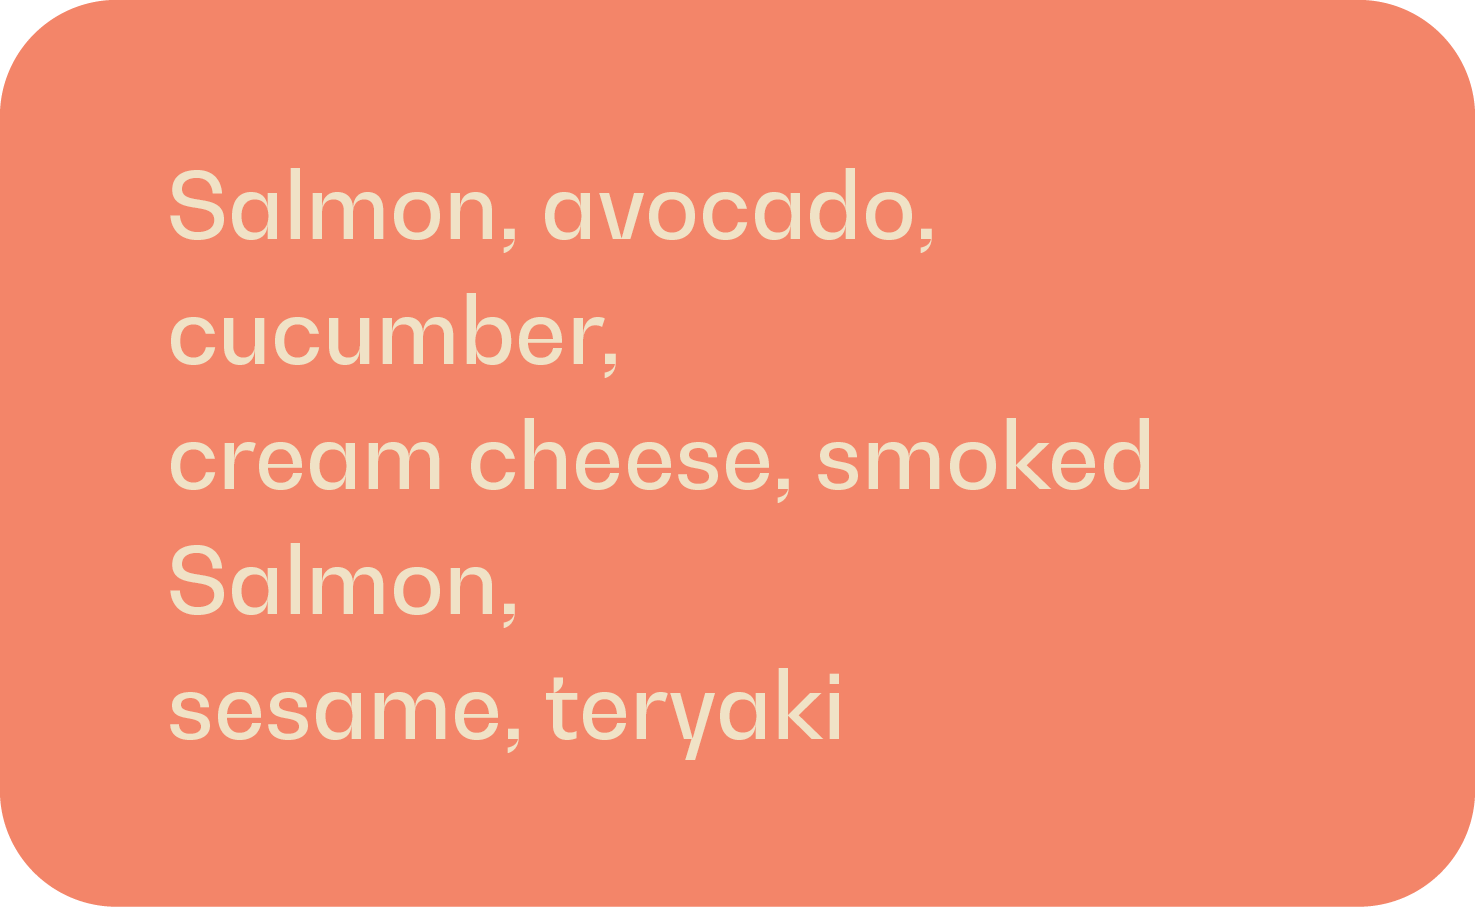 Salmon, avocado,
cucumber,
cream cheese, smoked
Salmon,
sesame, teryaki